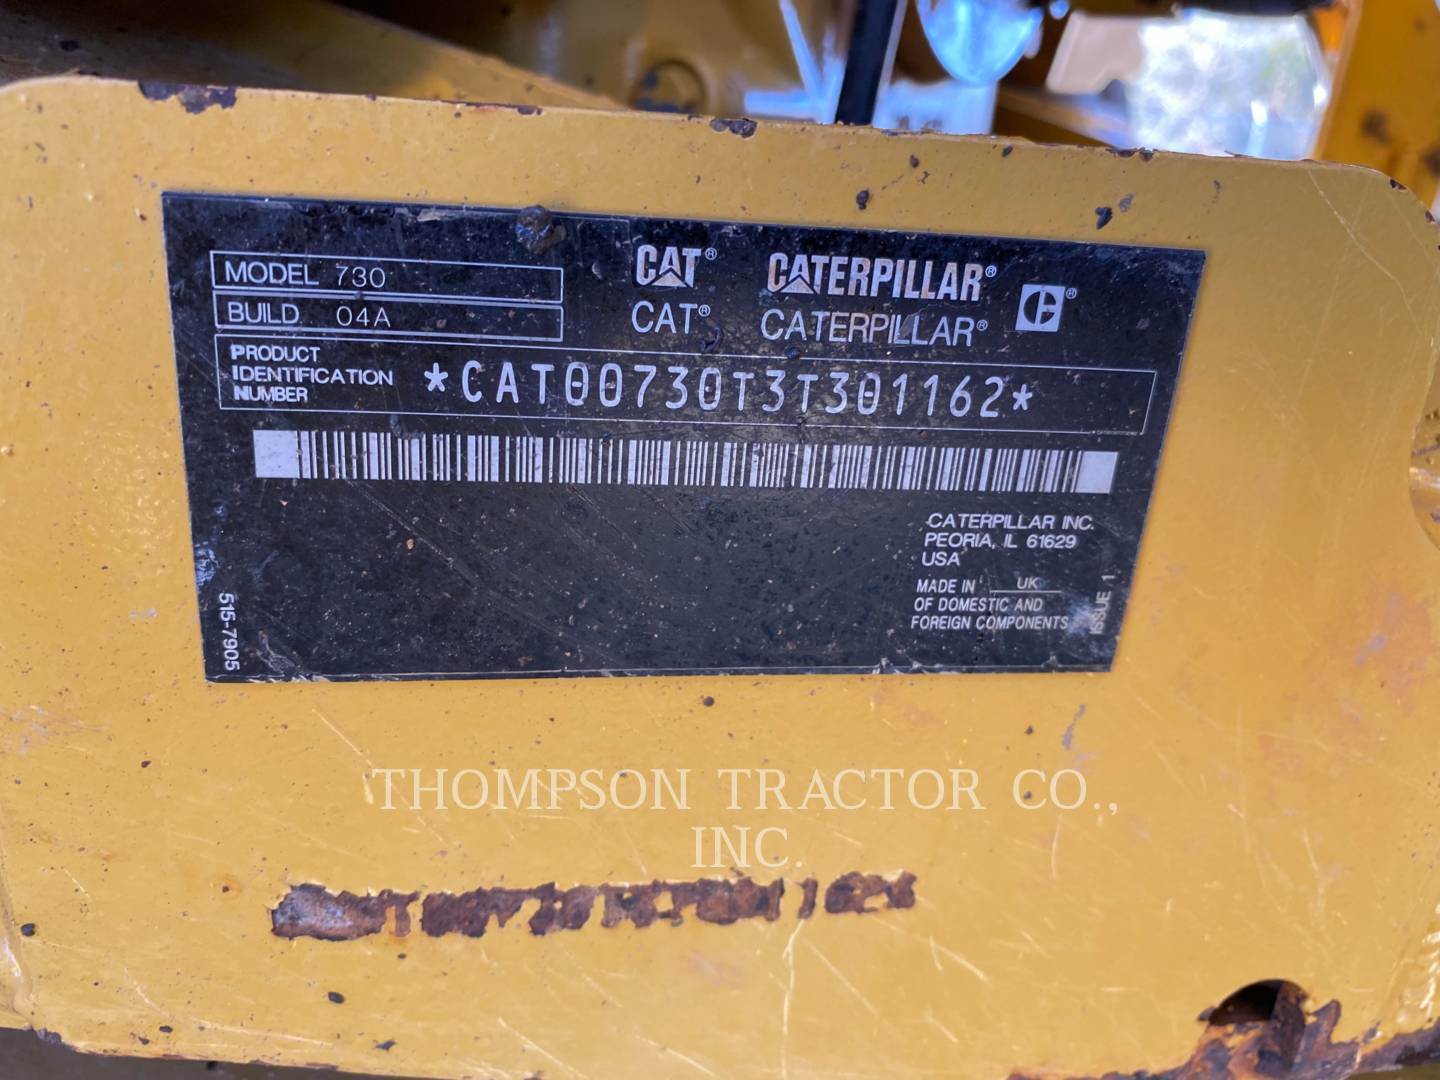 MODEL 730
BUILD 04A
CAT® CATERPILLAR®
CAT® CATERPILLAR® C®
PRODUCT
IDENTIFICATION
NUMBER
*CAT00730T3T301162*
CATERPILLAR INC.
PEORIA, IL 61629
USA
MADE IN UK
OF DOMESTIC AND
FOREIGN COMPONENTS
ISSUE 1
515-7905
THOMPSON TRACTOR CO.,
INC.